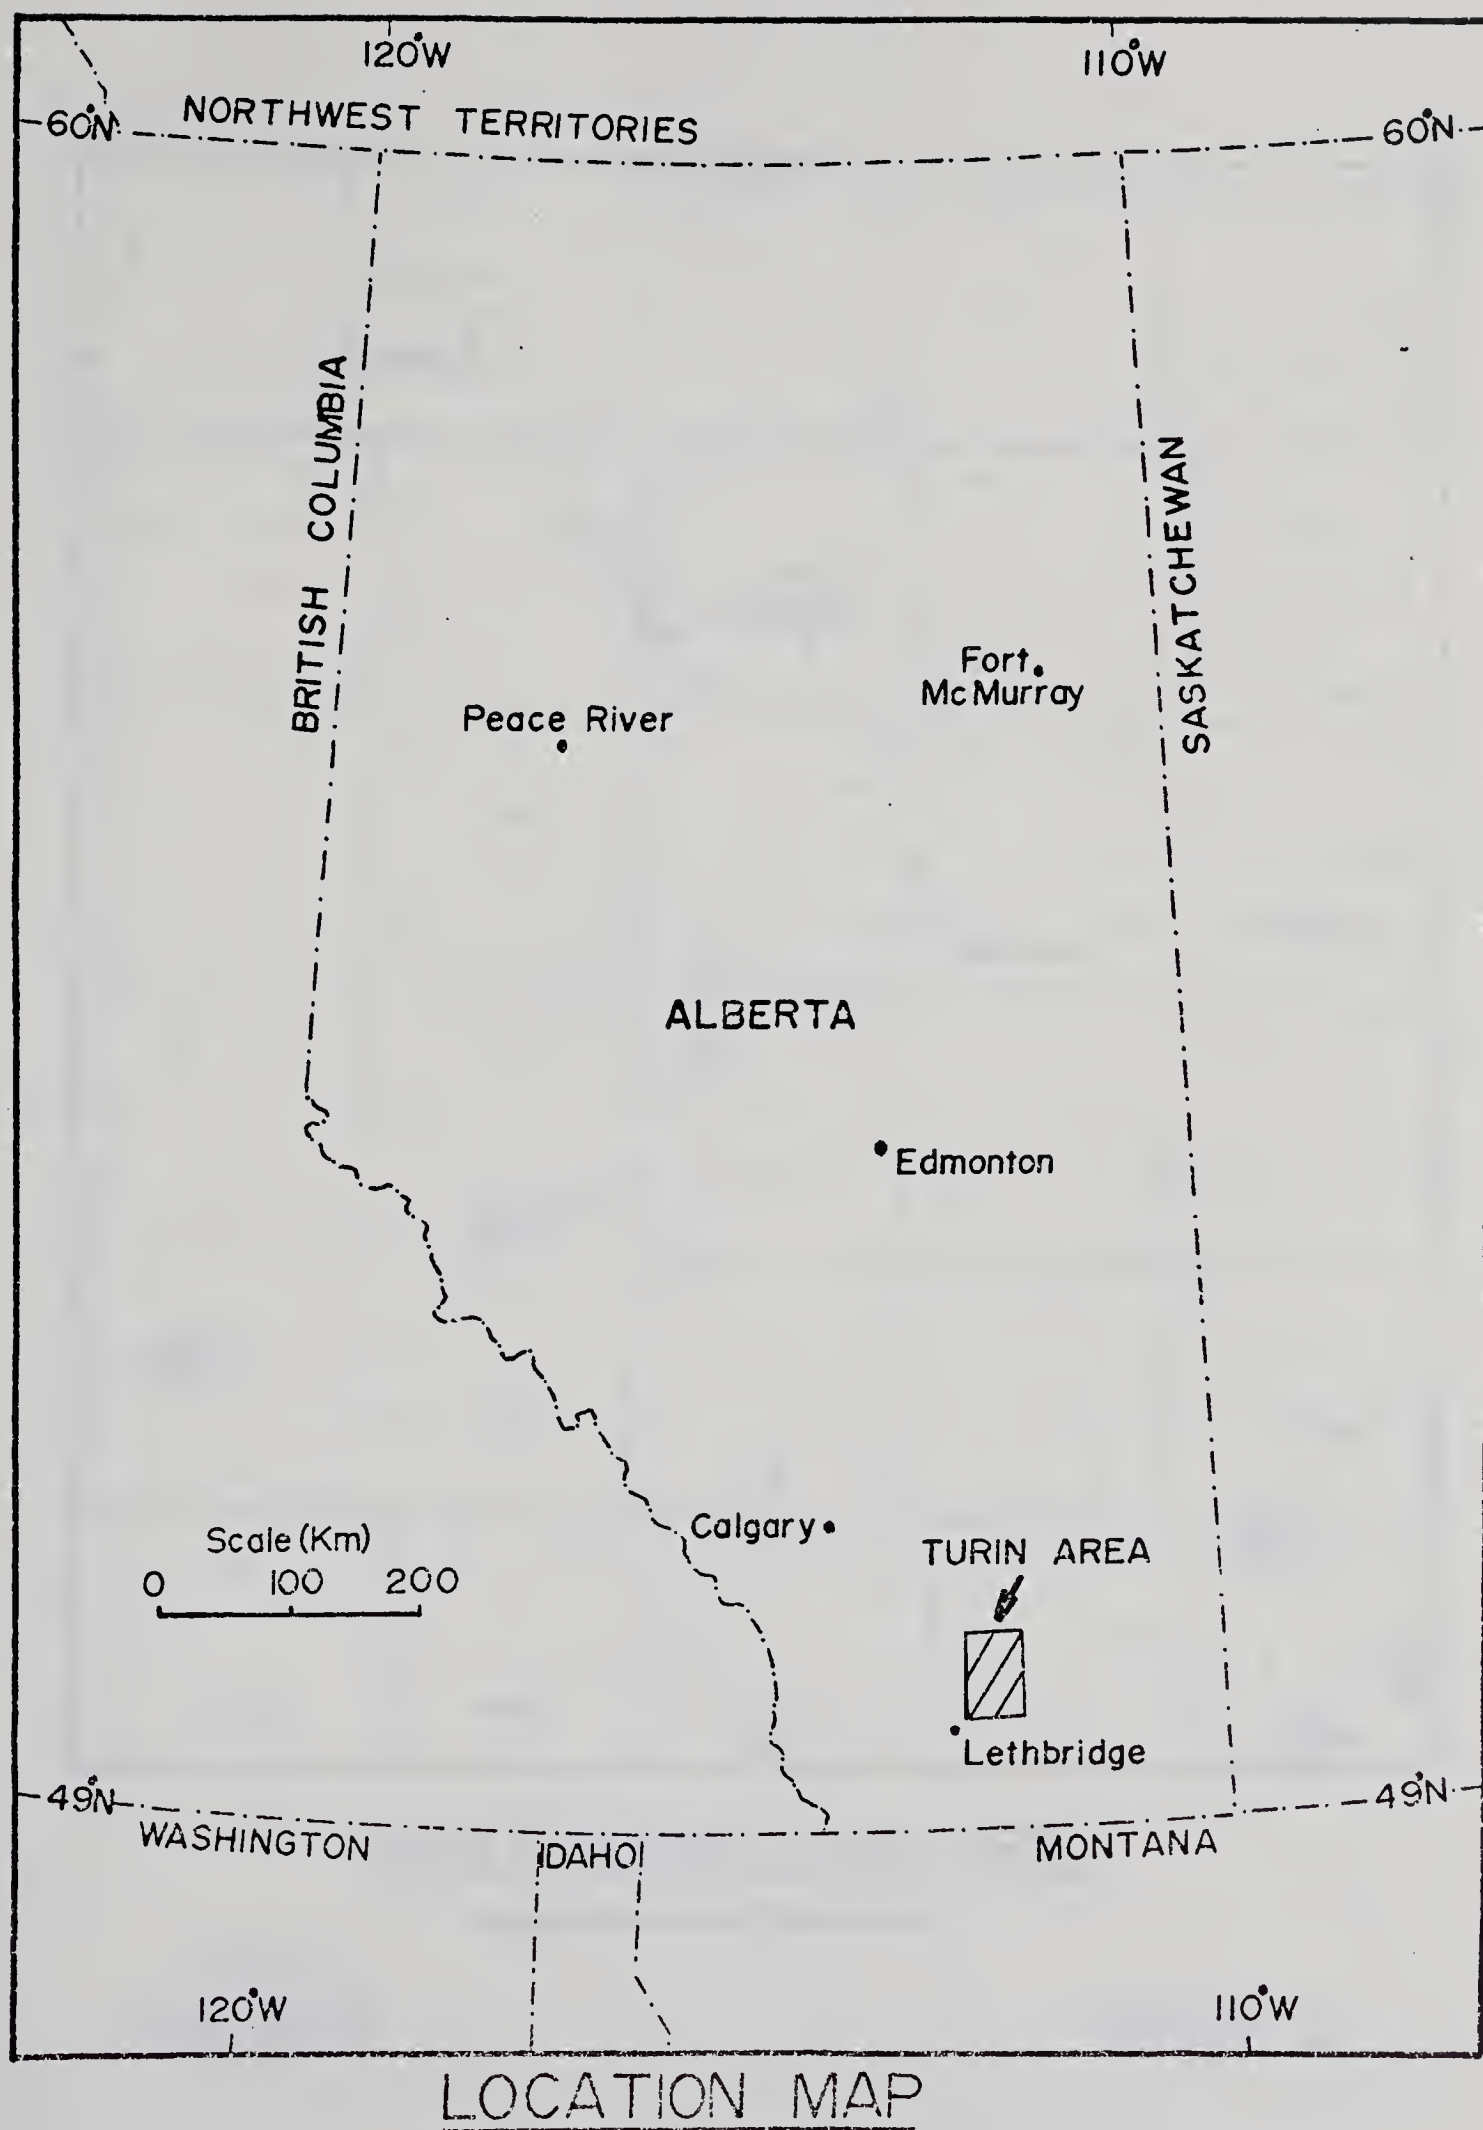 120°W
110°W
60°N
NORTHWEST TERRITORIES
60°N
BRITISH COLUMBIA
SASKATCHEWAN
Fort
McMurray
Peace River
ALBERTA
Edmonton
Calgary
Scale (Km)
0 100 200
TURIN AREA
Lethbridge
49°N
49°N
WASHINGTON
IDAHO
MONTANA
120°W
110°W
LOCATION MAP